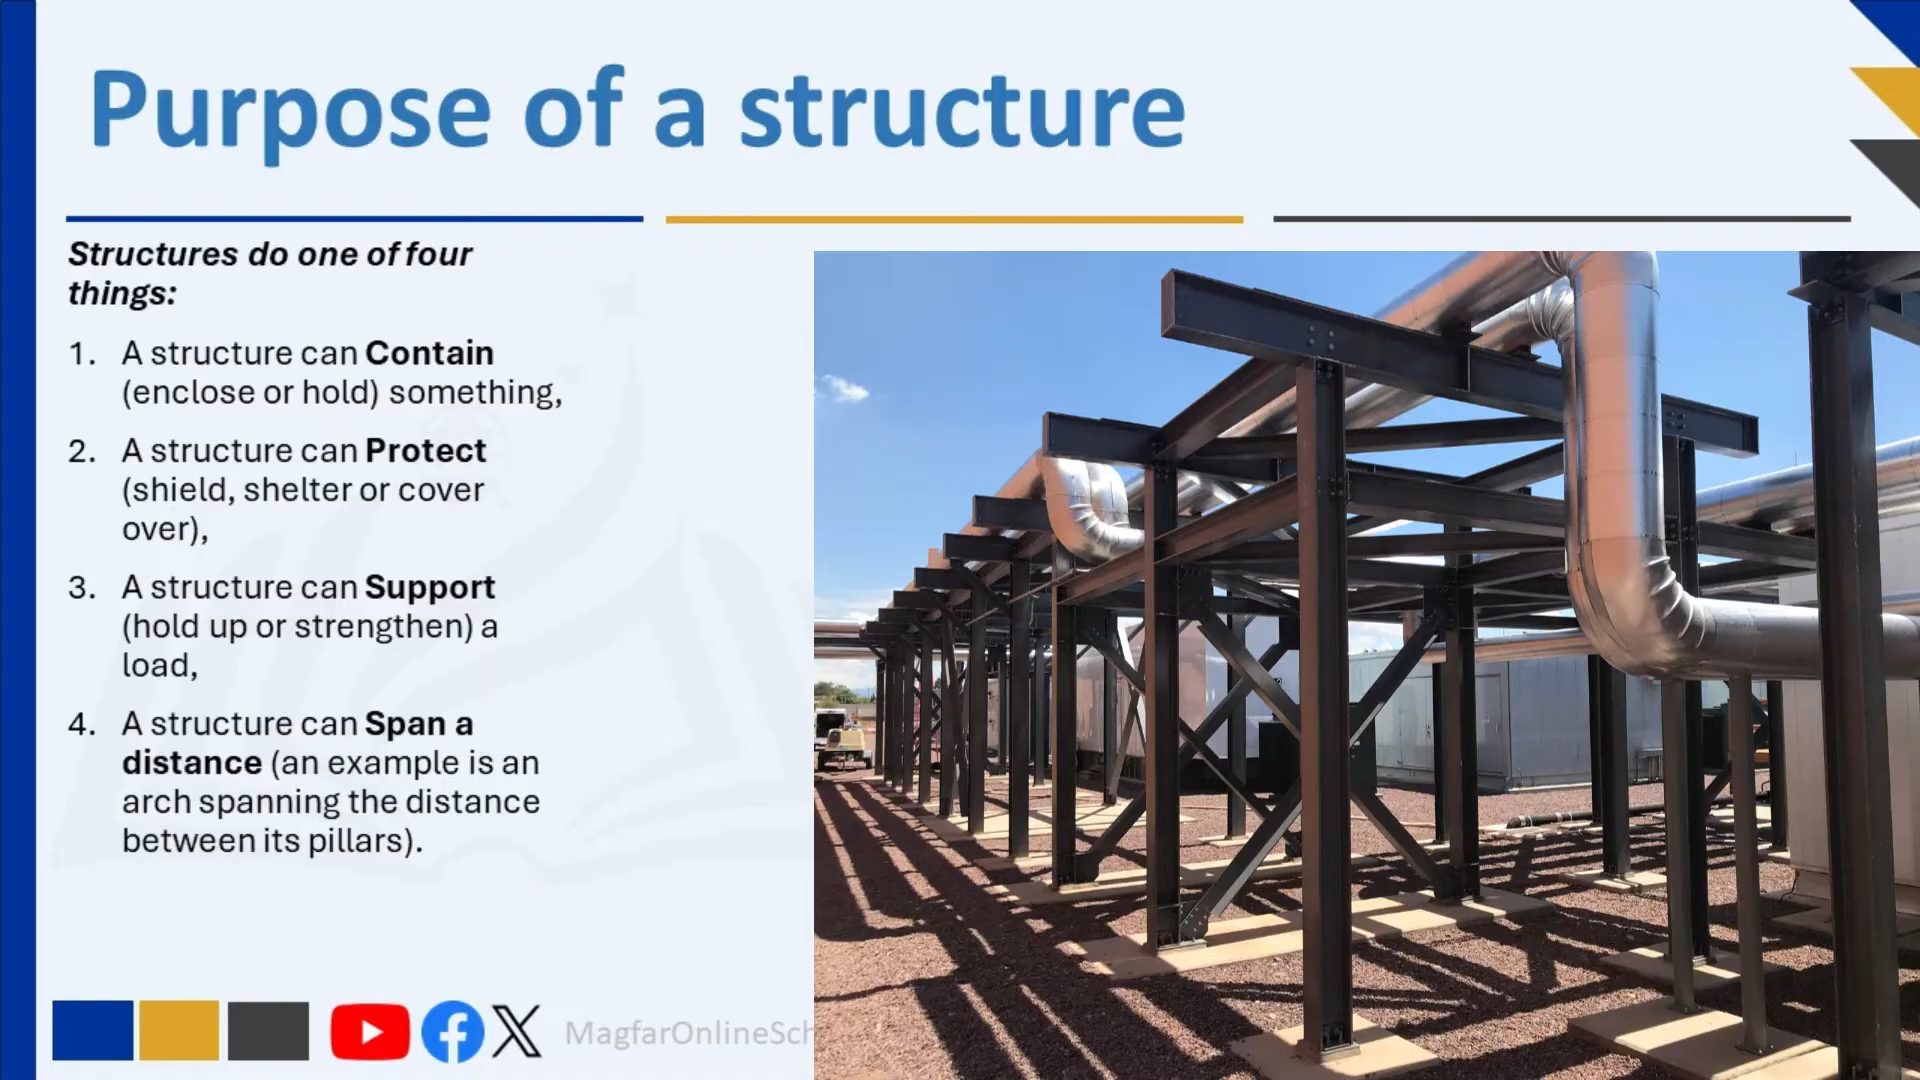 Purpose of a structure
Structures do one of four
things:
1. A structure can Contain
(enclose or hold) something,
2. A structure can Protect
(shield, shelter or cover
over),
3. A structure can Support
(hold up or strengthen) a
load,
4. A structure can Span a
distance (an example is an
arch spanning the distance
between its pillars).
MagfarOnlineSch